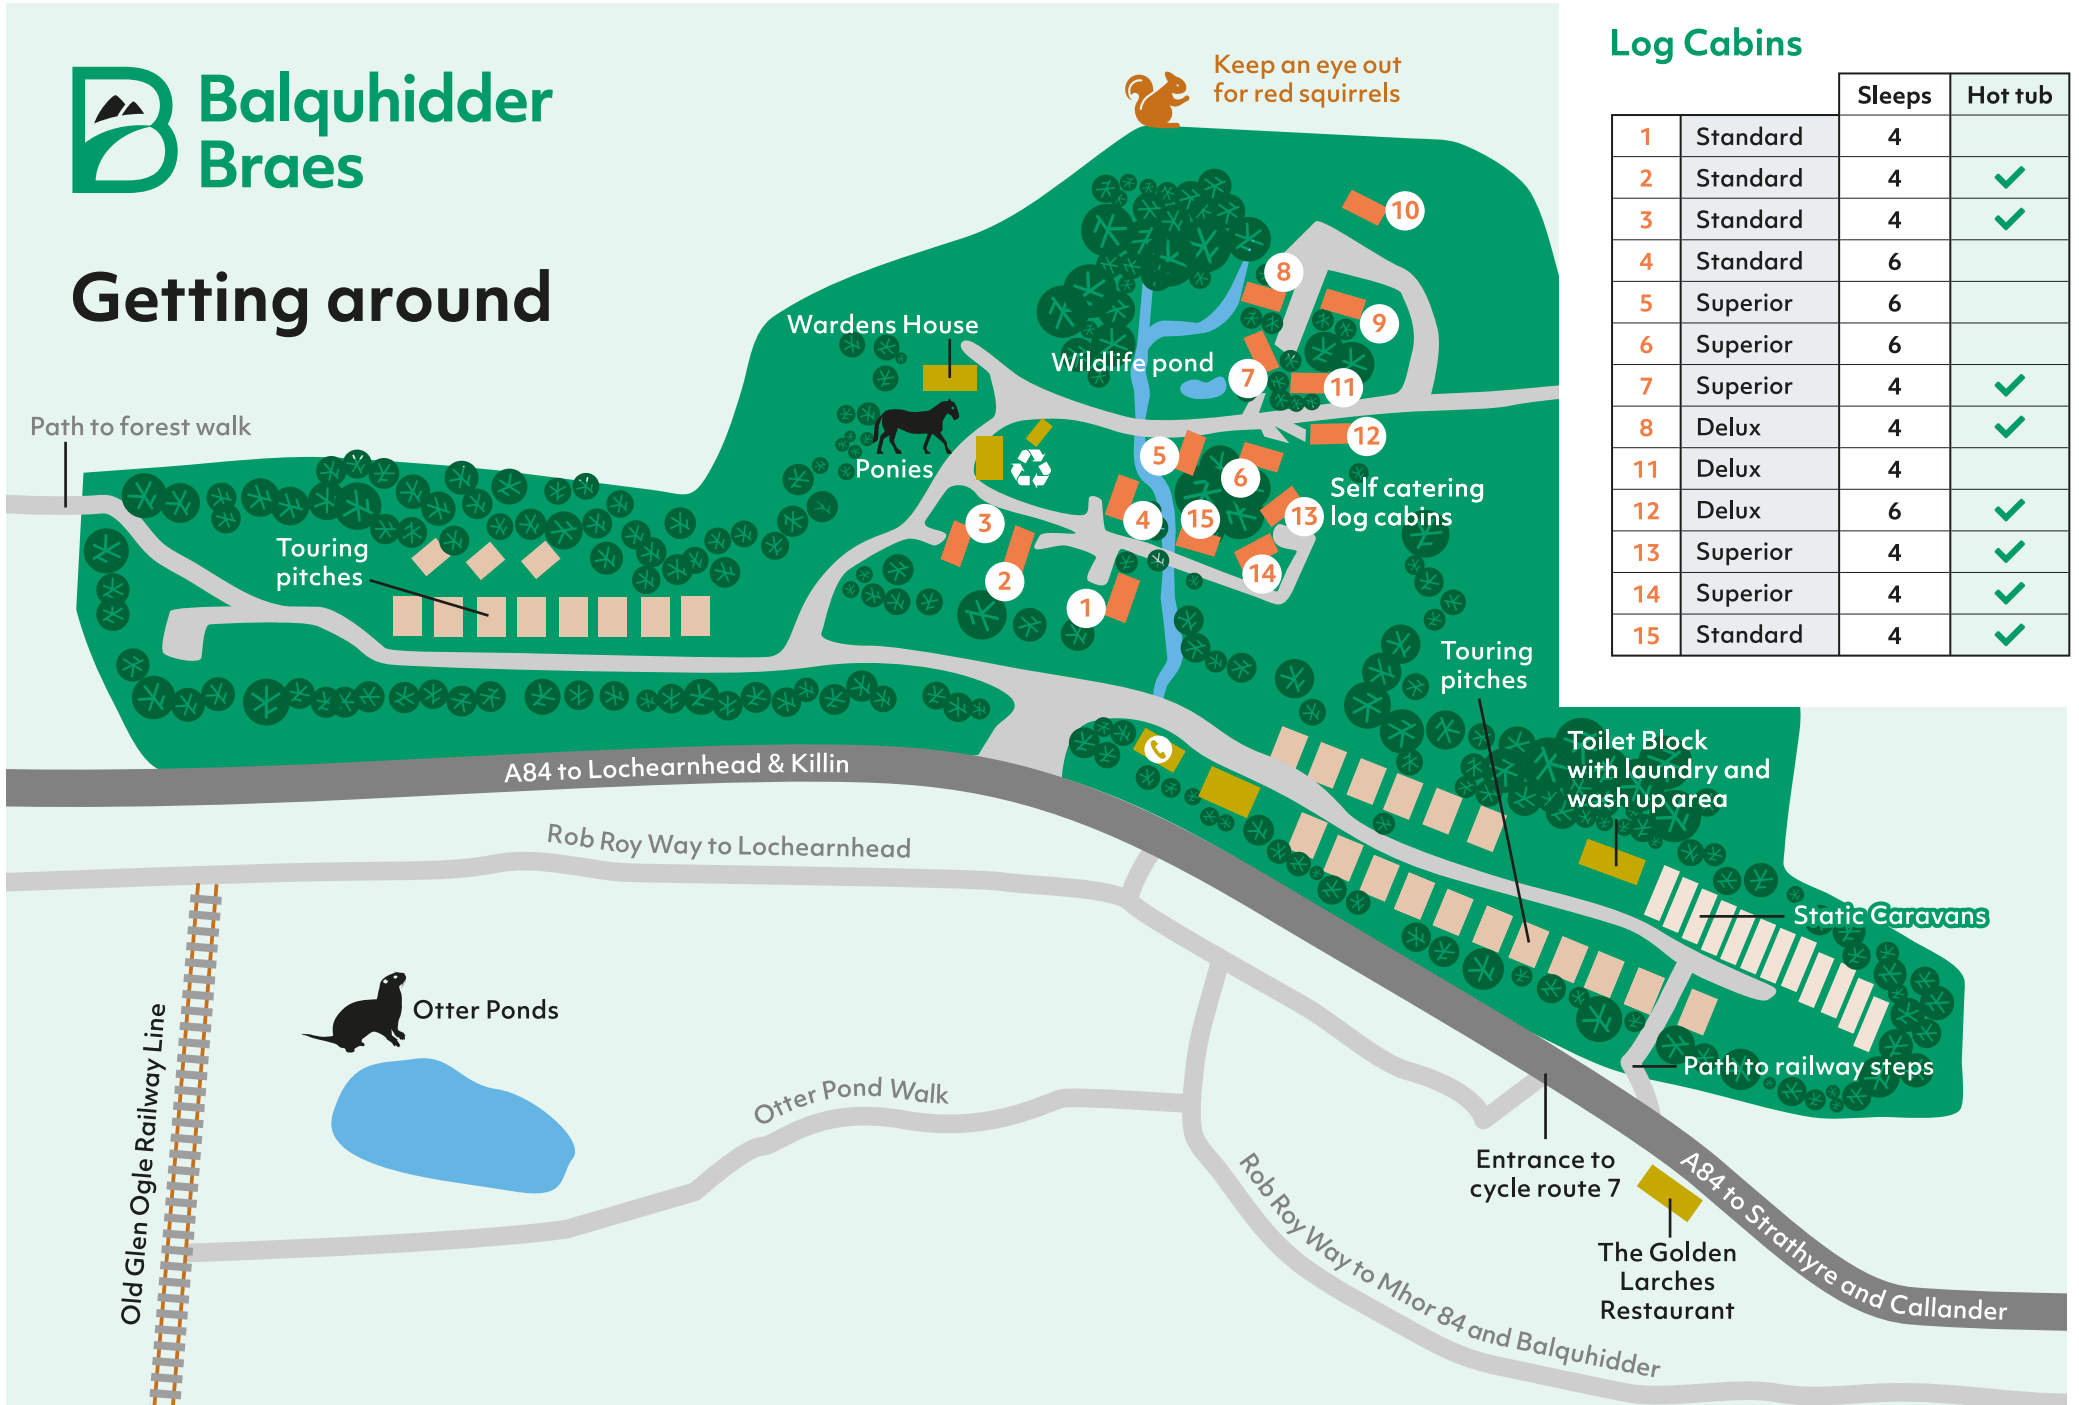 Balquhidder
Braes
Getting around
Keep an eye out
for red squirrels
Log Cabins
Sleeps Hot tub
1 Standard 4
2 Standard 4
3 Standard 4
4 Standard 6
5 Superior 6
6 Superior 6
7 Superior 4
8 Delux 4
11 Delux 4
12 Delux 6
13 Superior 4
14 Superior 4
15 Standard 4
10
8
9
Wardens House
Wildlife pond
7
11
12
Path to forest walk
Ponies
5
6
Self catering
log cabins
3
4
15
13
Touring
pitches
2
14
1
Touring
pitches
Toilet Block
with laundry and
wash up area
A84 to Lochearnhead & Killin
Rob Roy Way to Lochearnhead
Static Caravans
Otter Ponds
Path to railway steps
Otter Pond Walk
Old Glen Ogle Railway Line
Entrance to
cycle route 7
A84 to Strathyre and Callander
Rob Roy Way to Mhor 84 and Balquhidder
The Golden
Larches
Restaurant